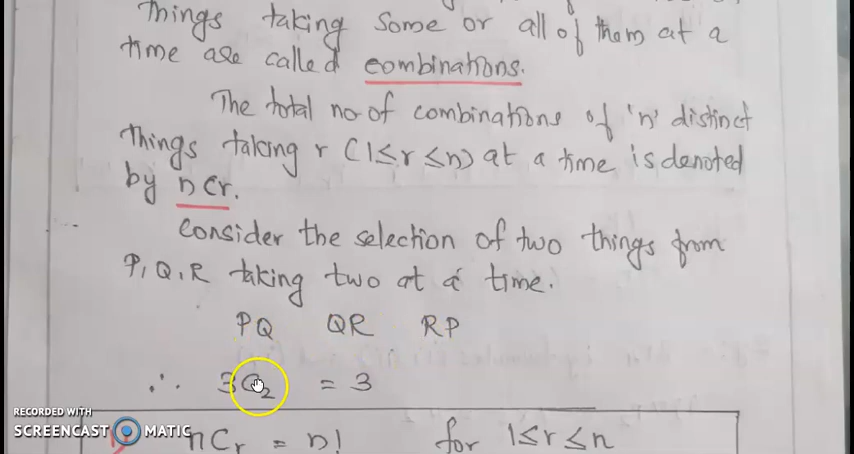 things taking some or all of them at a
time are called combinations.
The total no of combinations of 'n' distinct
things taking r (1≤r≤n) at a time is denoted
by nCr.
Consider the selection of two things from
P, Q, R taking two at a time.
PQ QR RP
∴ 3C2 = 3
nCr = n! for 1≤r≤n
RECORDED WITH
SCREENCAST MATIC